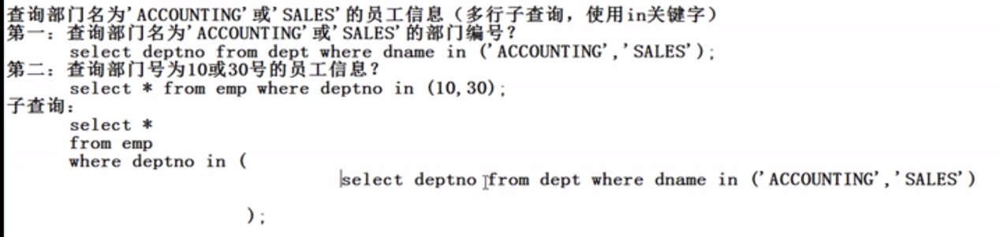 查询部门名为'ACCOUNTING'或'SALES'的员工信息（多行子查询，使用in关键字）
第一：查询部门名为'ACCOUNTING'或'SALES'的部门编号？
select deptno from dept where dname in ('ACCOUNTING','SALES');
第二：查询部门号为10或30号的员工信息？
select * from emp where deptno in (10,30);
子查询：
select *
from emp
where deptno in (
select deptno from dept where dname in ('ACCOUNTING','SALES')
);